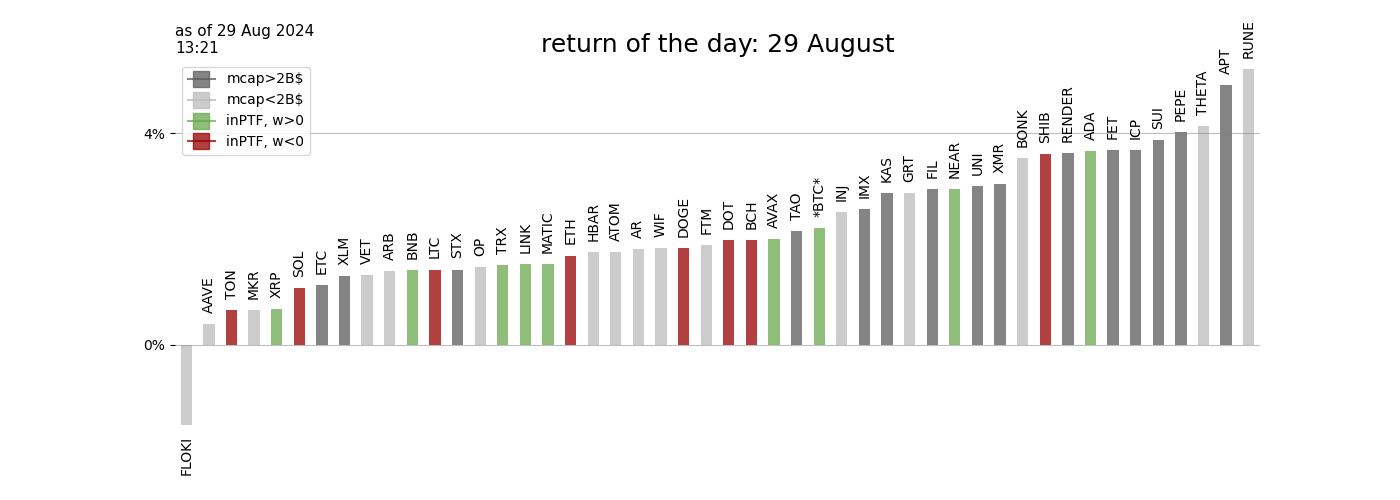 as of 29 Aug 2024
13:21
return of the day: 29 August
mcap>2B$
mcap<2B$
inPTF, w>0
inPTF, w<0
4%
0%
FLOKI
AAVE
TON
MKR
XRP
SOL
ETC
XLM
VET
ARB
BNB
LTC
STX
OP
TRX
LINK
MATIC
ETH
HBAR
ATOM
AR
WIF
DOGE
FTM
DOT
BCH
AVAX
TAO
*BTC*
INJ
IMX
KAS
GRT
FIL
NEAR
UNI
XMR
BONK
SHIB
RENDER
ADA
FET
ICP
SUI
PEPE
THETA
APT
RUNE